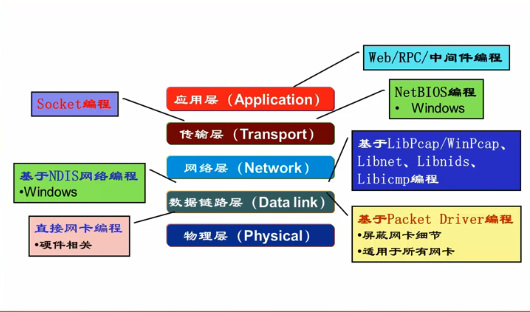 Web/RPC/中间件编程
应用层（Application）
NetBIOS编程
• Windows
Socket编程
传输层（Transport）
基于LibPcap/WinPcap、
Libnet、Libnids、
Libicmp编程
网络层（Network）
基于NDIS网络编程
•Windows
数据链路层（Data link）
直接网卡编程
•硬件相关
基于Packet Driver编程
•屏蔽网卡细节
•适用于所有网卡
物理层（Physical）